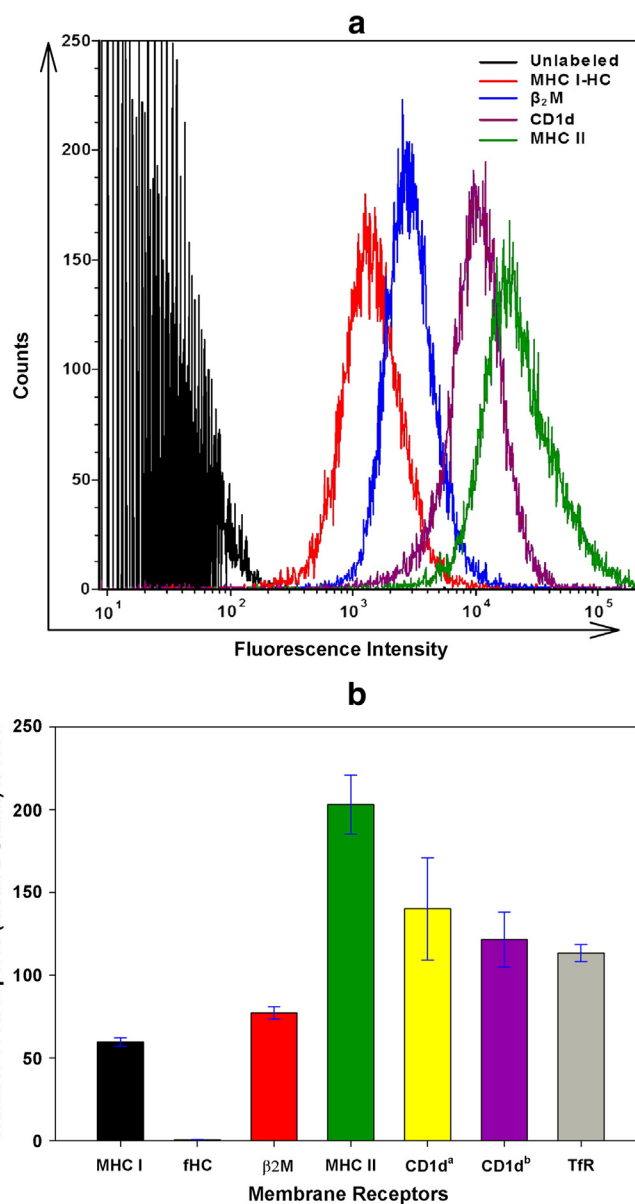 a
250
200
150
100
50
0
Counts
Unlabeled
MHC I-HC
β₂M
CD1d
MHC II
10¹ 10² 10³ 10⁴ 10⁵
Fluorescence Intensity
b
250
200
150
100
50
0
MHC I fHC β2M MHC II CD1dᵃ CD1dᵇ TfR
Membrane Receptors